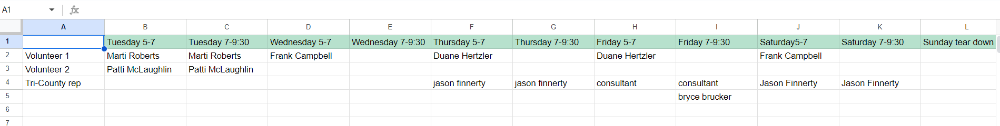 A1 fx
A B C D E F G H I J K L
1 Tuesday 5-7 Tuesday 7-9:30 Wednesday 5-7 Wednesday 7-9:30 Thursday 5-7 Thursday 7-9:30 Friday 5-7 Friday 7-9:30 Saturday5-7 Saturday 7-9:30 Sunday tear down
2 Volunteer 1 Marti Roberts Marti Roberts Frank Campbell Duane Hertzler Duane Hertzler Frank Campbell
3 Volunteer 2 Patti McLaughlin Patti McLaughlin
4 Tri-County rep jason finnerty jason finnerty consultant consultant Jason Finnerty Jason Finnerty
5 bryce brucker
6
7